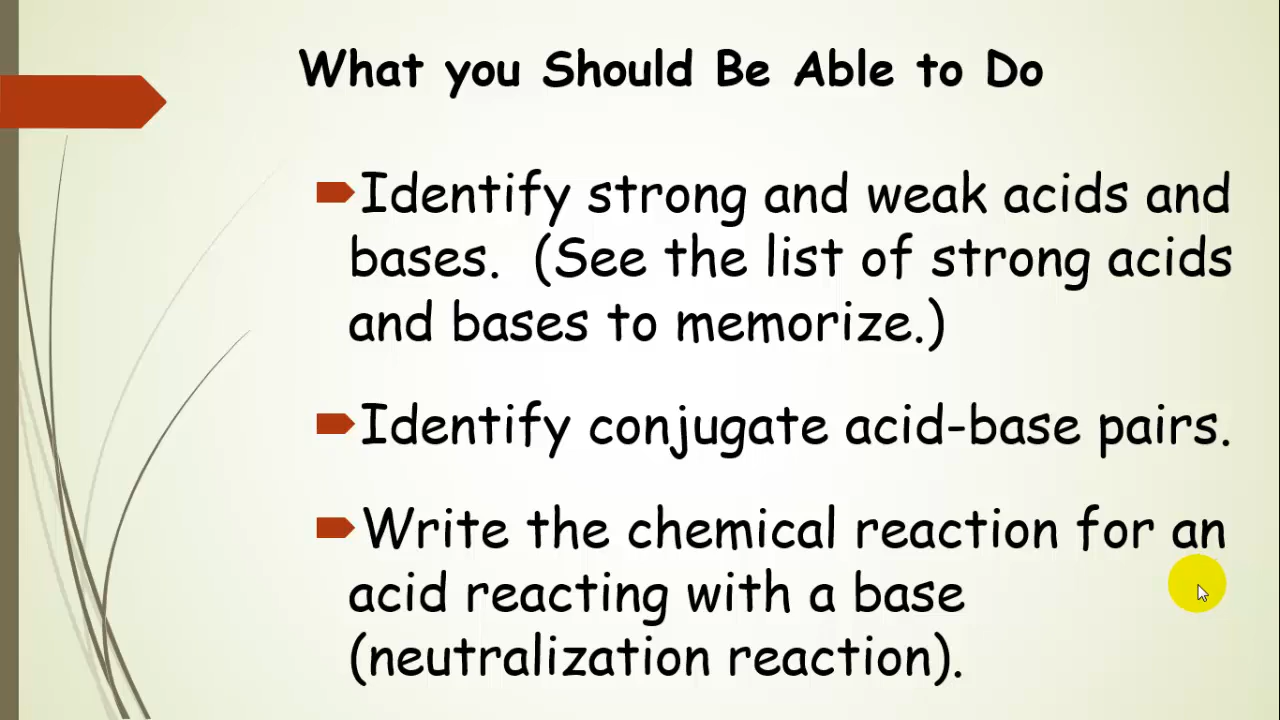 What you Should Be Able to Do
Identify strong and weak acids and
bases. (See the list of strong acids
and bases to memorize.)
Identify conjugate acid-base pairs.
Write the chemical reaction for an
acid reacting with a base
(neutralization reaction).